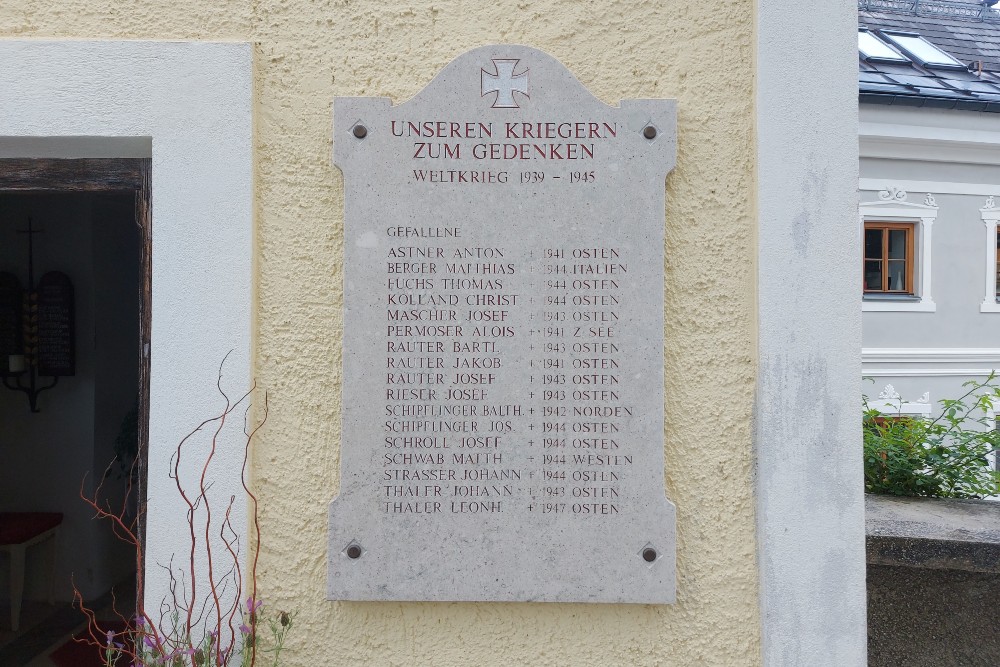 UNSEREN KRIEGERN
ZUM GEDENKEN
WELTKRIEG 1939 - 1945
GEFALLENE
ASTNER ANTON + 1941 OSTEN
BERGER MATTHIAS + 1944 ITALIEN
FUCHS THOMAS + 1944 OSTEN
KOLLAND CHRIST + 1944 OSTEN
MASCHER JOSEF + 1943 OSTEN
PERMOSER ALOIS + 1941 Z SEE
RAUTER BARTL + 1943 OSTEN
RAUTER JAKOB + 1941 OSTEN
RAUTER JOSEF + 1943 OSTEN
RIESER JOSEF + 1943 OSTEN
SCHIPFLINGER BALTH. + 1942 NORDEN
SCHIPFLINGER JOS. + 1944 OSTEN
SCHROLL JOSEF + 1944 OSTEN
SCHWAB MATTH + 1944 WESTEN
STRASSER JOHANN + 1944 OSTEN
THALER JOHANN + 1943 OSTEN
THALER LEONH. + 1947 OSTEN